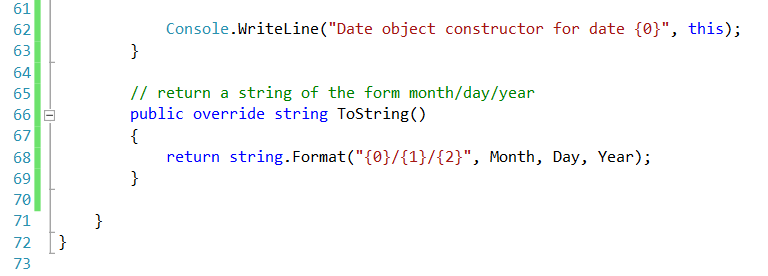 61
62 Console.WriteLine("Date object constructor for date {0}", this);
63 }
64
65 // return a string of the form month/day/year
66 public override string ToString()
67 {
68 return string.Format("{0}/{1}/{2}", Month, Day, Year);
69 }
70
71 }
72 }
73